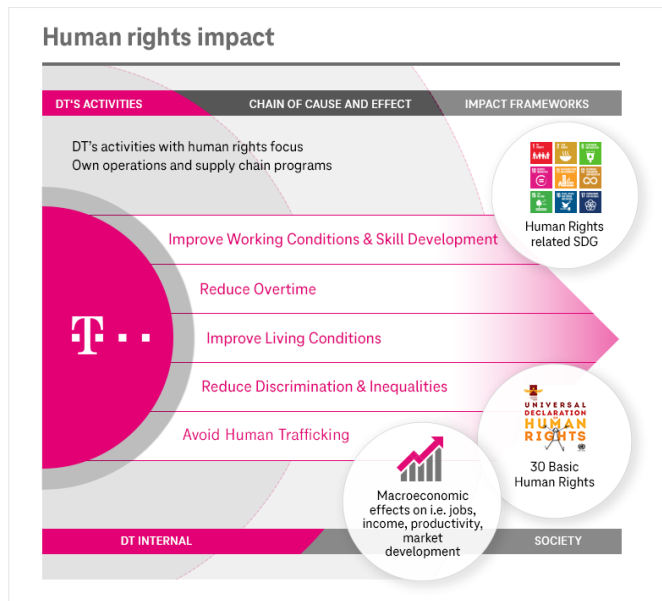 Human rights impact
DT'S ACTIVITIES
CHAIN OF CAUSE AND EFFECT
IMPACT FRAMEWORKS
DT's activities with human rights focus
Own operations and supply chain programs
Human Rights
related SDG
Improve Working Conditions & Skill Development
Reduce Overtime
T
Improve Living Conditions
Reduce Discrimination & Inequalities
Avoid Human Trafficking
UNIVERSAL
DECLARATION
OF
HUMAN
RIGHTS
30 Basic
Human Rights
Macroeconomic
effects on i.e. jobs,
income, productivity,
market
development
DT INTERNAL
SOCIETY